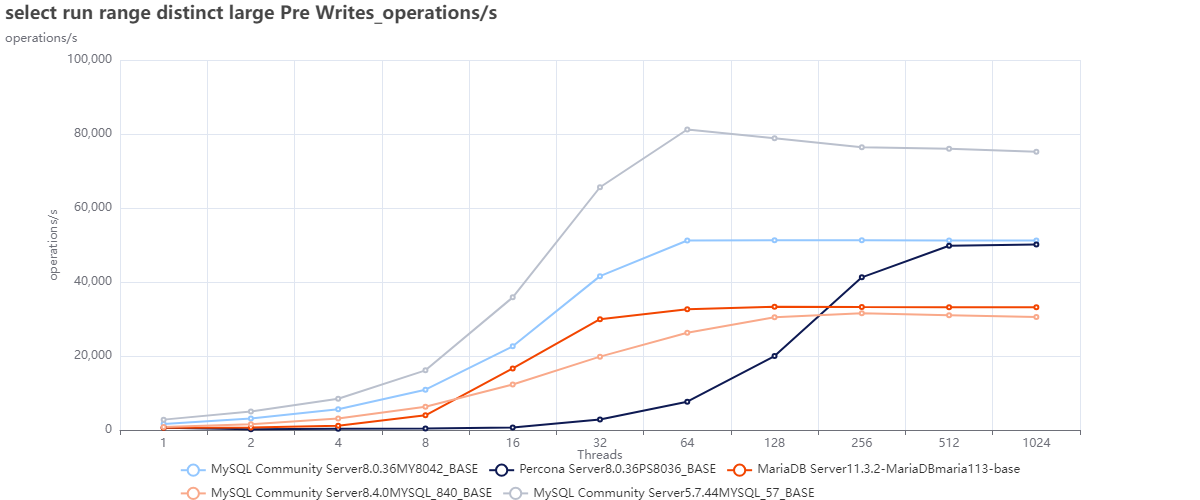 select run range distinct large Pre Writes_operations/s
operations/s
100,000
80,000
60,000
40,000
20,000
0
operations/s
1 2 4 8 16 32 64 128 256 512 1024
Threads
MySQL Community Server8.0.36MY8042_BASE Percona Server8.0.36PS8036_BASE MariaDB Server11.3.2-MariaDBmaria113-base
MySQL Community Server8.4.0MYSQL_840_BASE MySQL Community Server5.7.44MYSQL_57_BASE